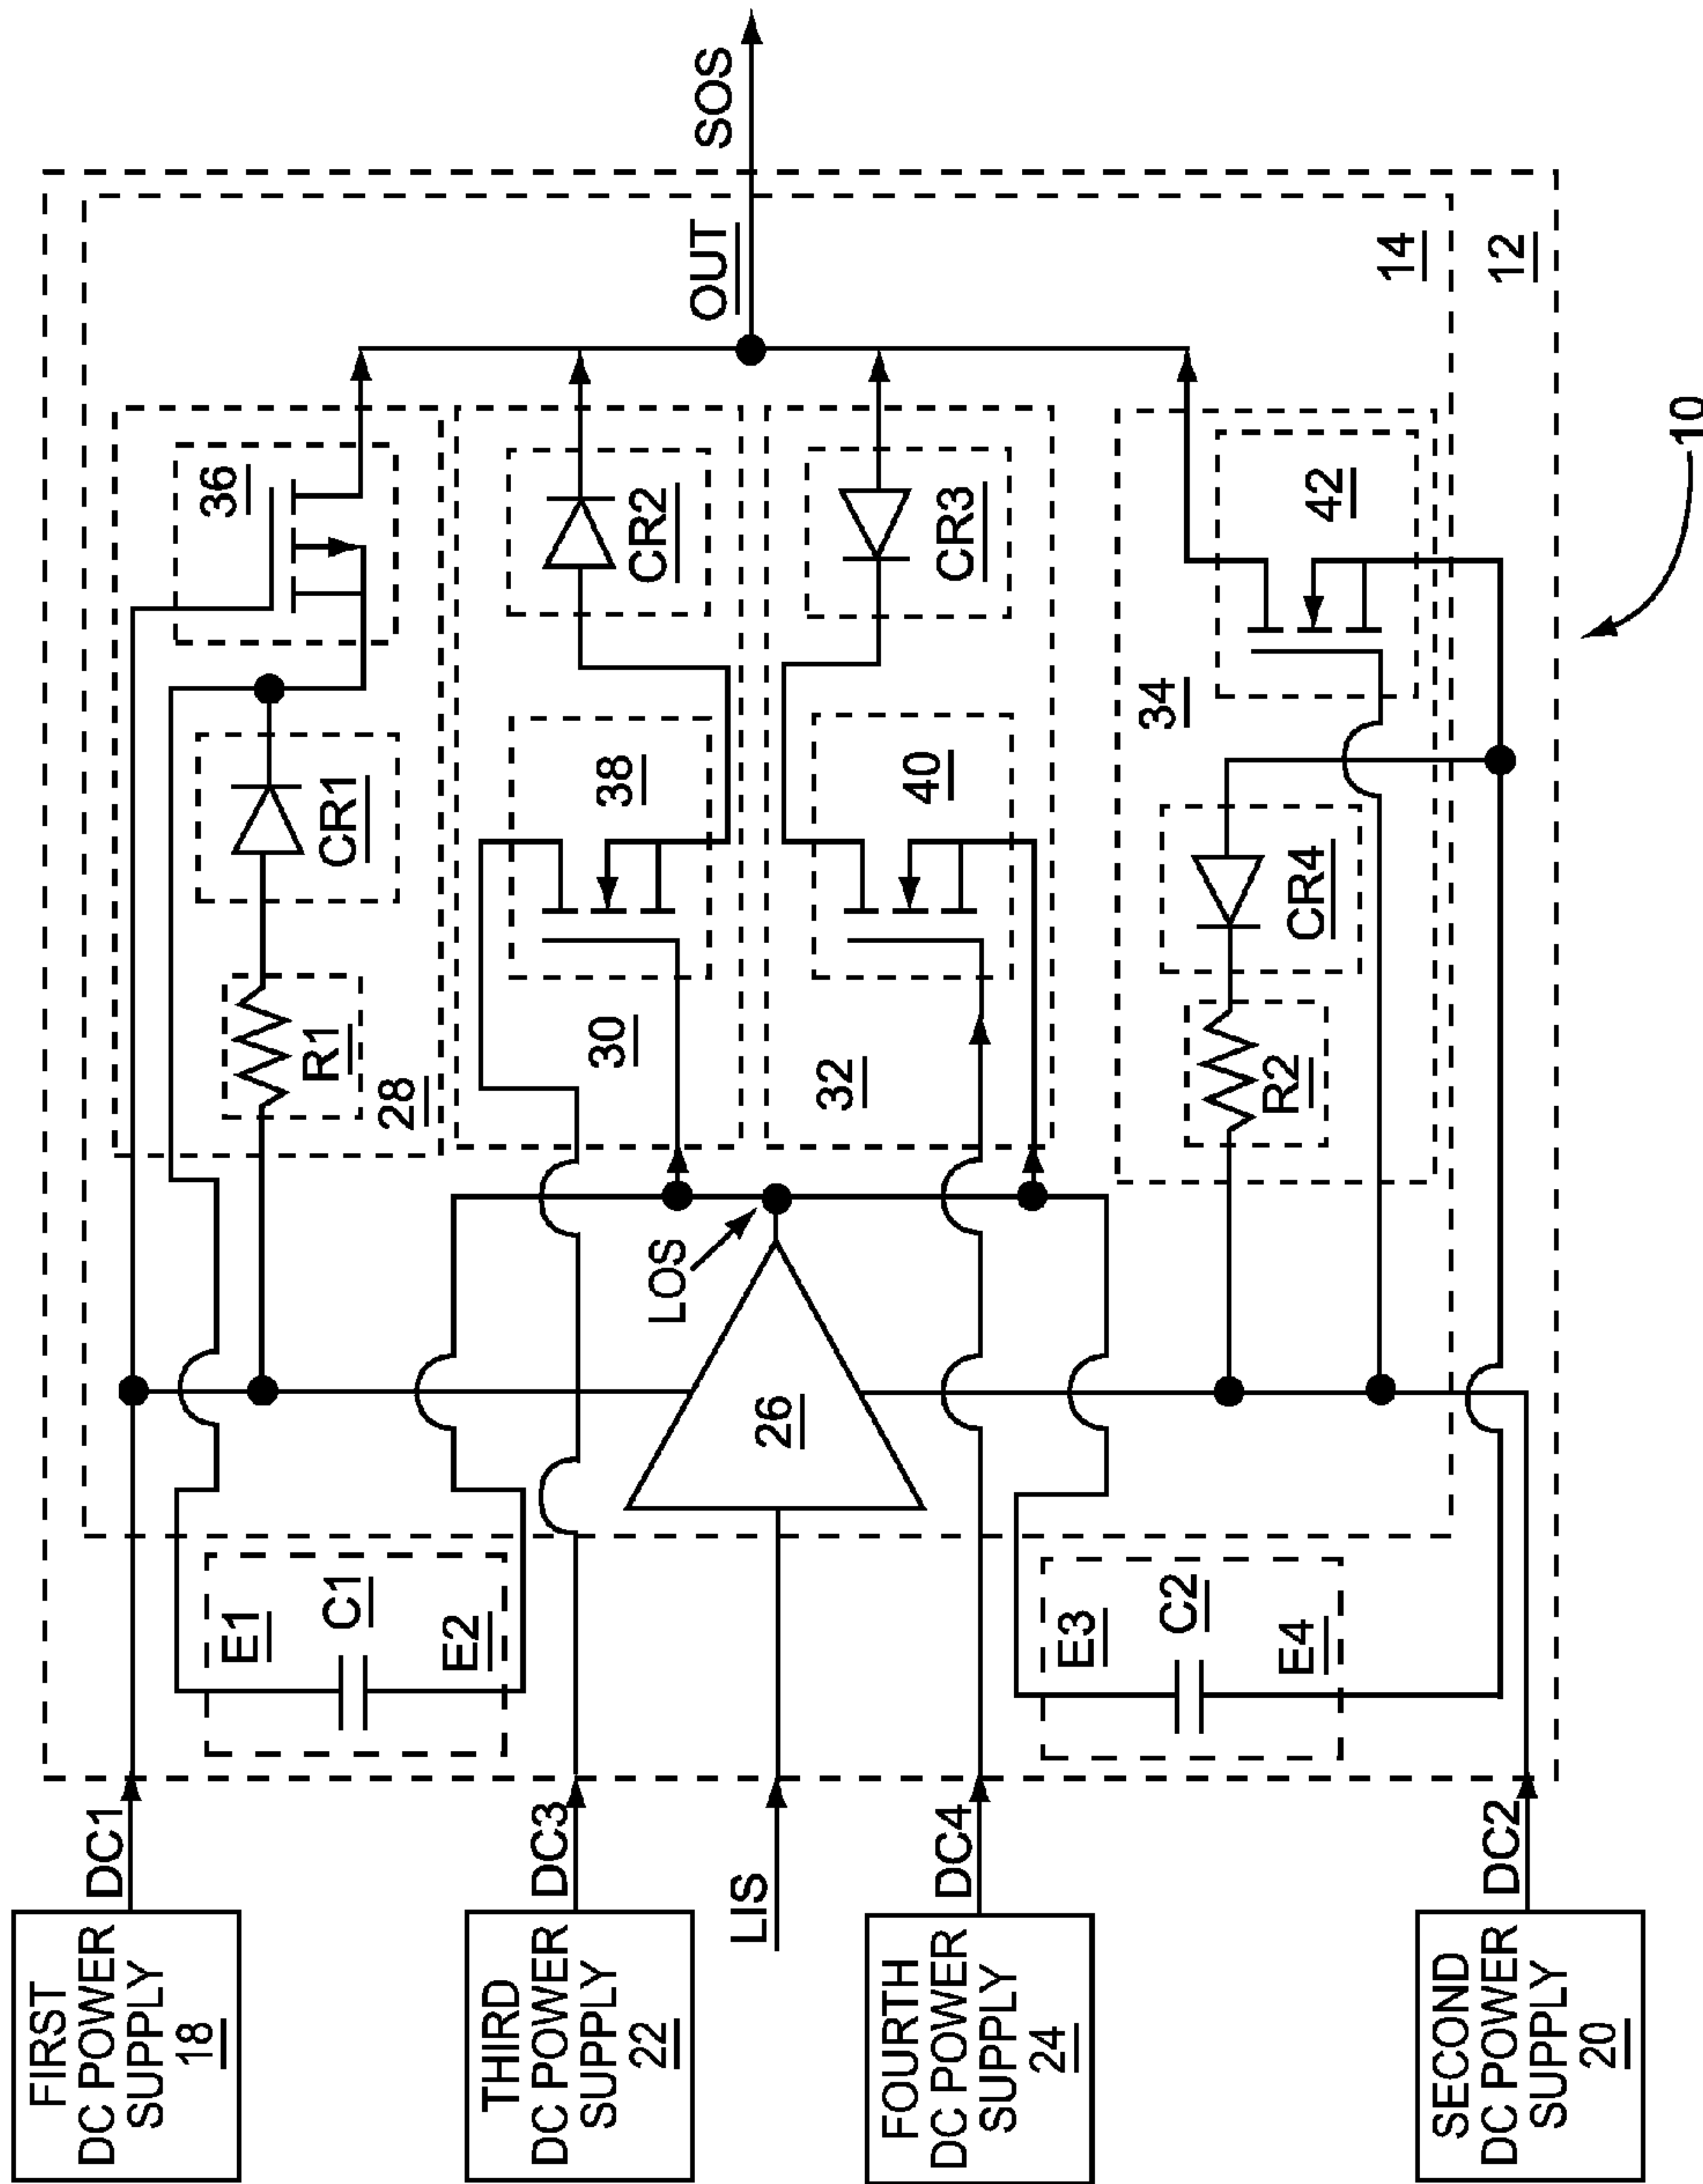 FIRST
DC POWER
SUPPLY
18
DC1
THIRD
DC POWER
SUPPLY
22
DC3
LIS
FOURTH
DC POWER
SUPPLY
24
DC4
SECOND
DC POWER
SUPPLY
20
DC2
E1
C1
E2
E3
C2
E4
26
LOS
R1
28
CR1
36
30
38
CR2
32
40
CR3
R2
CR4
34
42
OUT
SOS
14
12
10